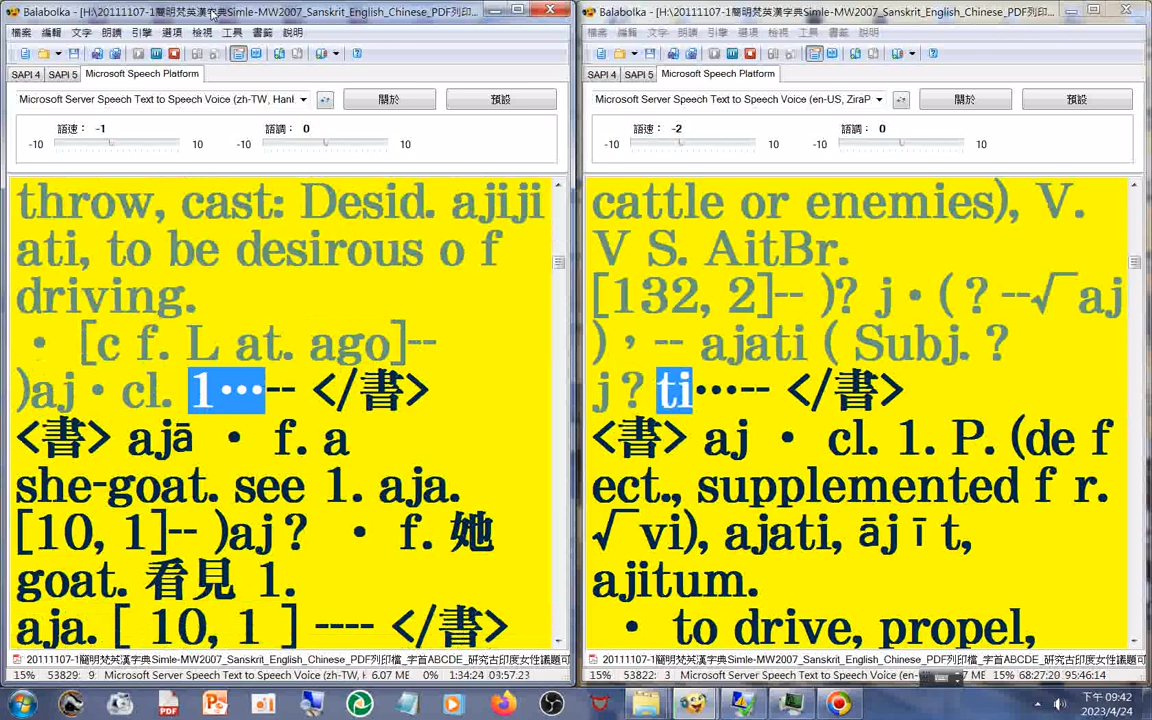 Balabolka - [H:\20111107-1簡明梵英漢字典Simle-MW2007_Sanskrit_English_Chinese_PDF列印...
檔案 編輯 文字 朗讀 引擎 選項 檢視 工具 書籤 說明
SAPI 4 SAPI 5 Microsoft Speech Platform
Microsoft Server Speech Text to Speech Voice (zh-TW, Hanl 關於 預設
語速： -1 語調： 0
-10 10 -10 10
throw, cast: Desid. ajiji
ati, to be desirous o f
driving.
• [c f. L at. ago]--
)aj • cl. 1…-- </書>
<書> ajā • f. a
she-goat. see 1. aja.
[10, 1]-- )aj ? • f. 她
goat. 看見 1.
aja. [ 10, 1 ] ---- </書>
20111107-1簡明梵英漢字典Simle-MW2007_Sanskrit_English_Chinese_PDF列印檔_字首ABCDE_研究古印度女性議題可
15% 53829: 9 Microsoft Server Speech Text to Speech Voice (zh-TW, H 6.07 ME 0% 1:34:24 03:57.23
Balabolka - [H:\20111107-1簡明梵英漢字典Simle-MW2007_Sanskrit_English_Chinese_PDF列印...
檔案 編輯 文字 朗讀 引擎 選項 檢視 工具 書籤 說明
SAPI 4 SAPI 5 Microsoft Speech Platform
Microsoft Server Speech Text to Speech Voice (en-US, ZiraP 關於 預設
語速： -2 語調： 0
-10 10 -10 10
cattle or enemies), V.
V S. AitBr.
[132, 2]-- )? j • ( ? --√ aj
) , -- ajati ( Subj. ?
j ? ti…-- </書>
<書> aj • cl. 1. P. (de f
ect., supplemented f r.
√ vi), ajati, āj ī t,
ajitum.
• to drive, propel,
20111107-1簡明梵英漢字典Simle-MW2007_Sanskrit_English_Chinese_PDF列印檔_字首ABCDE_研究古印度女性議題可
15% 53822: 3 Microsoft Server Speech Text to Speech Voice (en- 15% 68:27:20 95:46:14
下午 09:42
2023/4/24